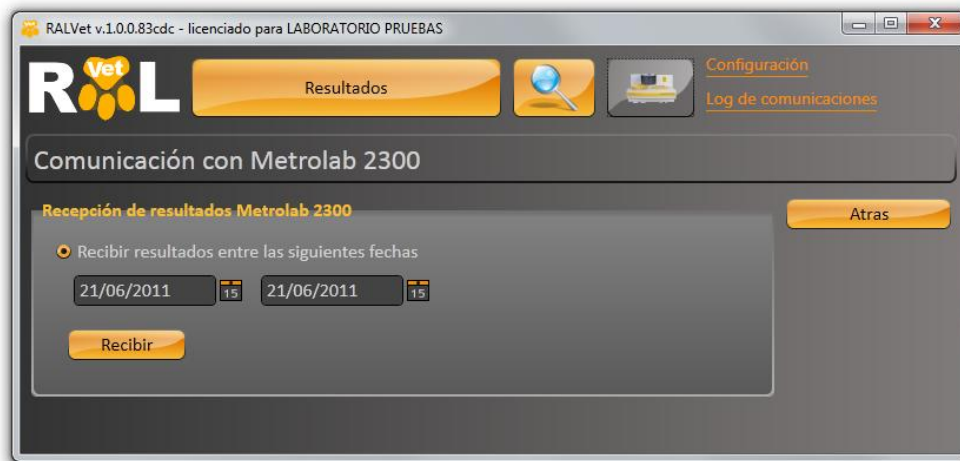 RALVet v.1.0.0.83cdc - licenciado para LABORATORIO PRUEBAS
RAL Vet
Resultados
Configuración
Log de comunicaciones
Comunicación con Metrolab 2300
Recepción de resultados Metrolab 2300
Atras
Recibir resultados entre las siguientes fechas
21/06/2011 15 21/06/2011 15
Recibir